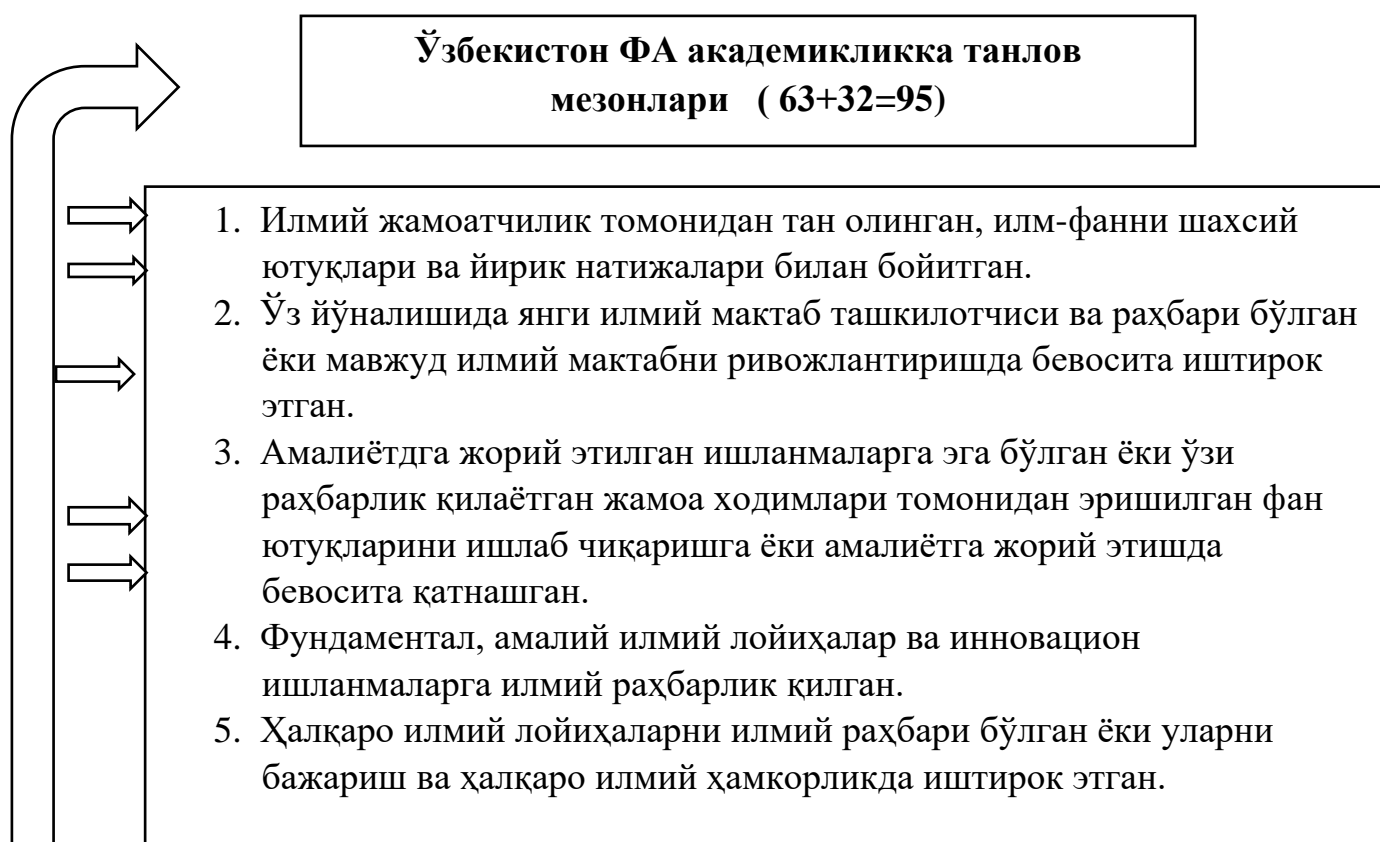 Ўзбекистон ФА академикликка танлов
мезонлари ( 63+32=95)
1. Илмий жамоатчилик томонидан тан олинган, илм-фанни шахсий
ютуқлари ва йирик натижалари билан бойитган.
2. Ўз йўналишида янги илмий мактаб ташкилотчиси ва раҳбари бўлган
ёки мавжуд илмий мактабни ривожлантиришда бевосита иштирок
этган.
3. Амалиётдга жорий этилган ишланмаларга эга бўлган ёки ўзи
раҳбарлик қилаётган жамоа ходимлари томонидан эришилган фан
ютуқларини ишлаб чиқаришга ёки амалиётга жорий этишда
бевосита қатнашган.
4. Фундаментал, амалий илмий лойиҳалар ва инновацион
ишланмаларга илмий раҳбарлик қилган.
5. Ҳалқаро илмий лойиҳаларни илмий раҳбари бўлган ёки уларни
бажариш ва ҳалқаро илмий ҳамкорликда иштирок этган.